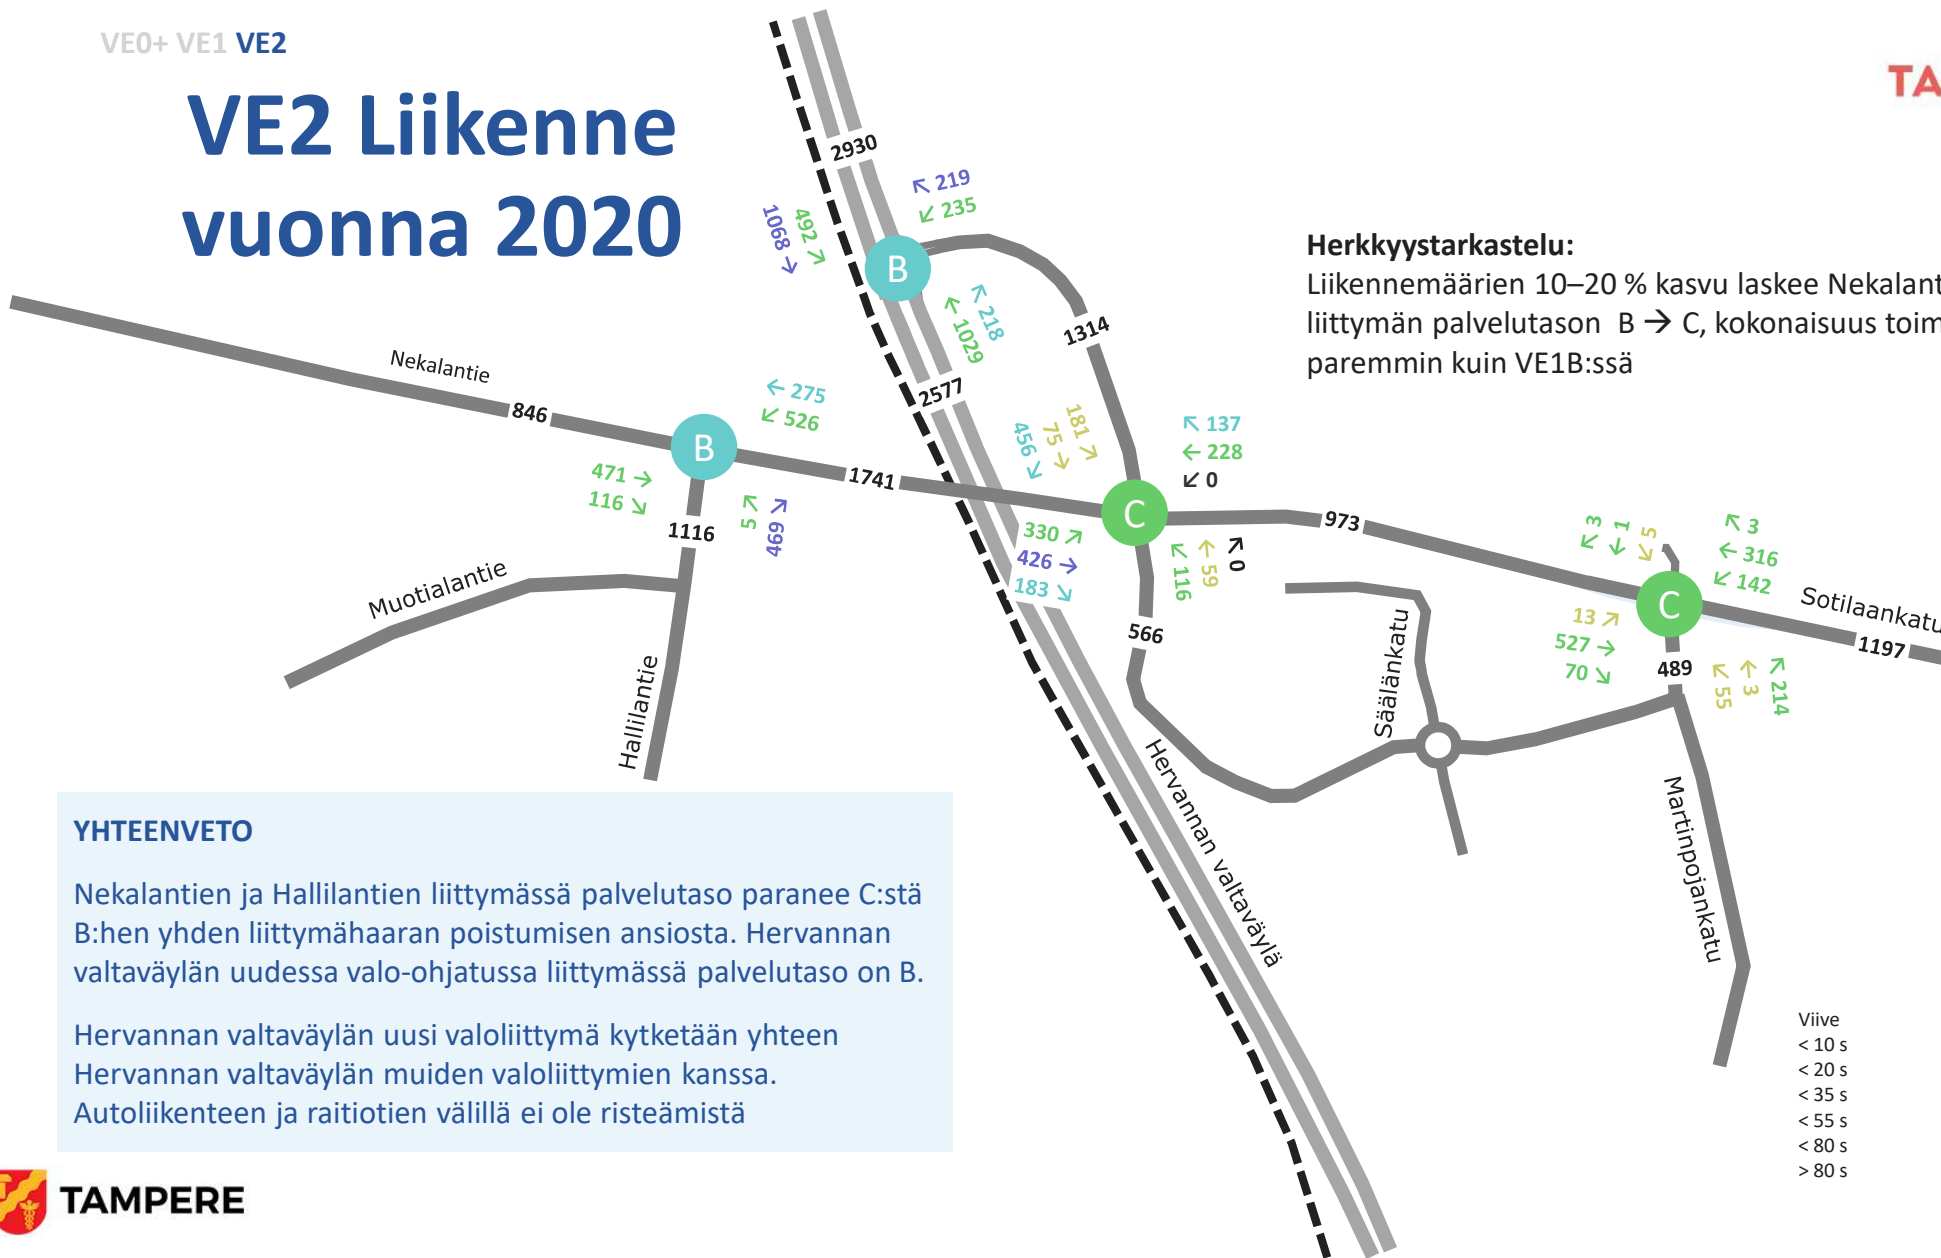 VE0+ VE1 VE2
VE2 Liikenne
vuonna 2020
TA
2930
↖ 219
↙ 235
492 ↗
1068 →
B
↖ 218
← 1029
1314
2577
Herkkyystarkastelu:
Liikennemäärien 10–20 % kasvu laskee Nekalant
liittymän palvelutason B → C, kokonaisuus toim
paremmin kuin VE1B:ssä
Nekalantie
846
← 275
↙ 526
B
471 →
116 ↘
1116
5 ↗
469 ↗
1741
456 ↘
75 →
181 ↗
↖ 137
← 228
↙ 0
C
330 ↗
426 →
183 ↘
↖ 116
← 59
↗ 0
566
973
3 ↙
1 ↓
5 ↙
↖ 3
← 316
↙ 142
C
13 ↗
527 →
70 ↘
489
↖ 55
↑ 3
↗ 214
Sotilaankatu
1197
Muotialantie
Hallilantie
Säälänkatu
Hervannan valtaväylä
Martinpojankatu
YHTEENVETO
Nekalantien ja Hallilantien liittymässä palvelutaso paranee C:stä
B:hen yhden liittymähaaran poistumisen ansiosta. Hervannan
valtaväylän uudessa valo-ohjatussa liittymässä palvelutaso on B.
Hervannan valtaväylän uusi valoliittymä kytketään yhteen
Hervannan valtaväylän muiden valoliittymien kanssa.
Autoliikenteen ja raitiotien välillä ei ole risteämistä
Viive
< 10 s
< 20 s
< 35 s
< 55 s
< 80 s
> 80 s
TAMPERE